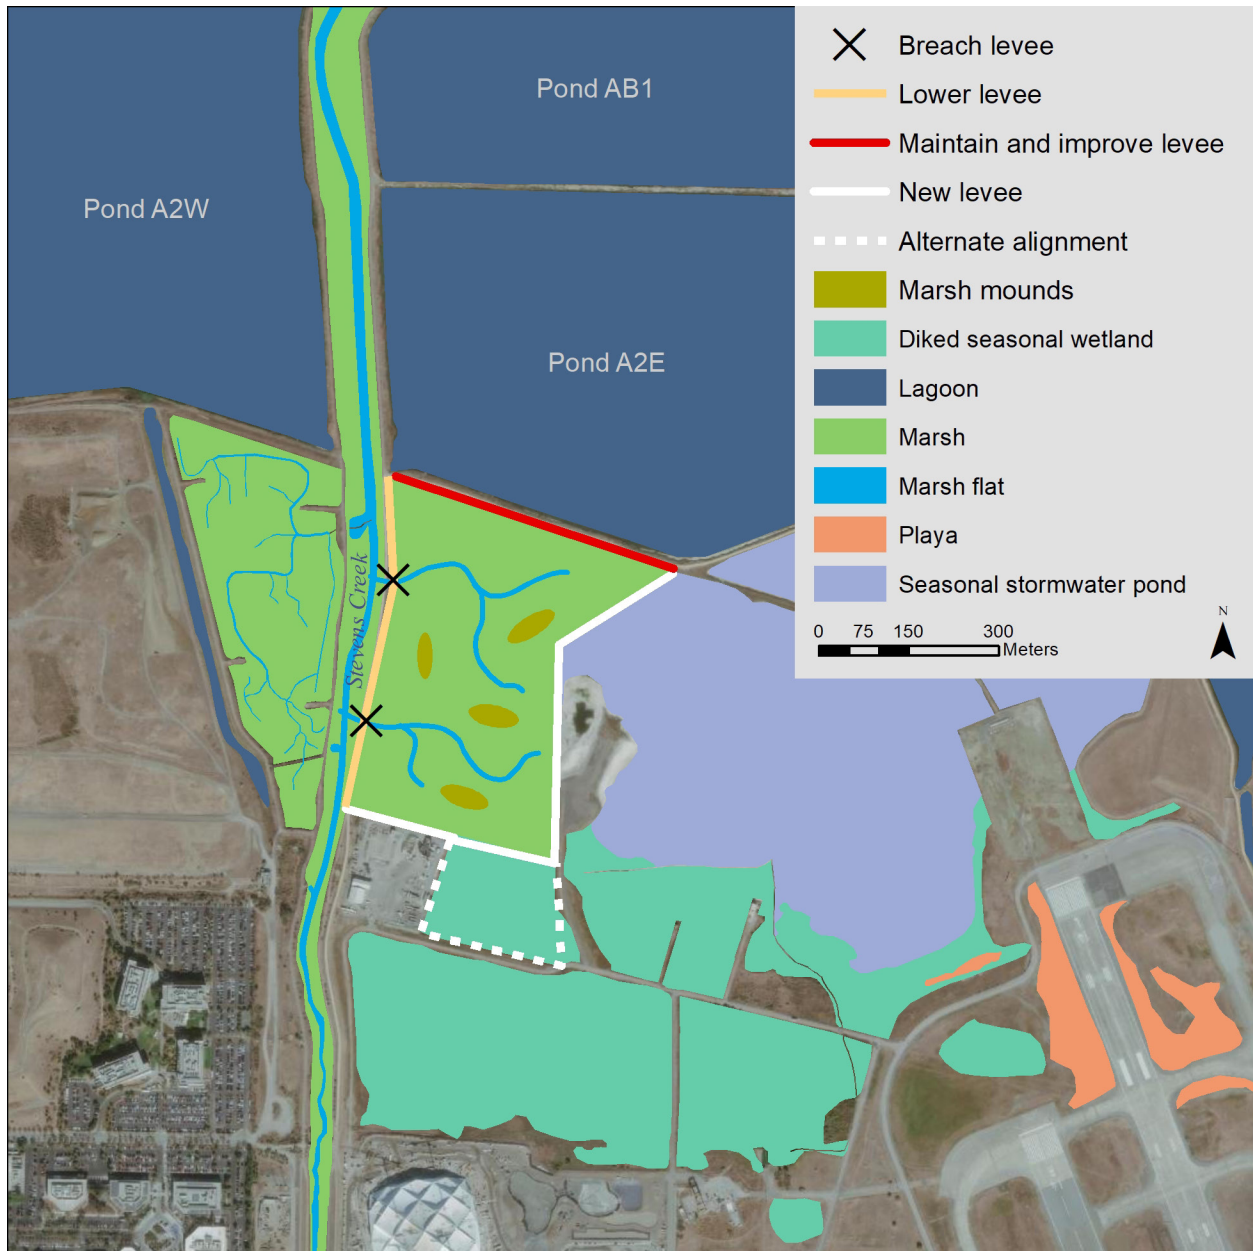 Pond AB1
Pond A2W
Pond A2E
Stevens Creek
Breach levee
Lower levee
Maintain and improve levee
New levee
Alternate alignment
Marsh mounds
Diked seasonal wetland
Lagoon
Marsh
Marsh flat
Playa
Seasonal stormwater pond
0 75 150 300
Meters
N